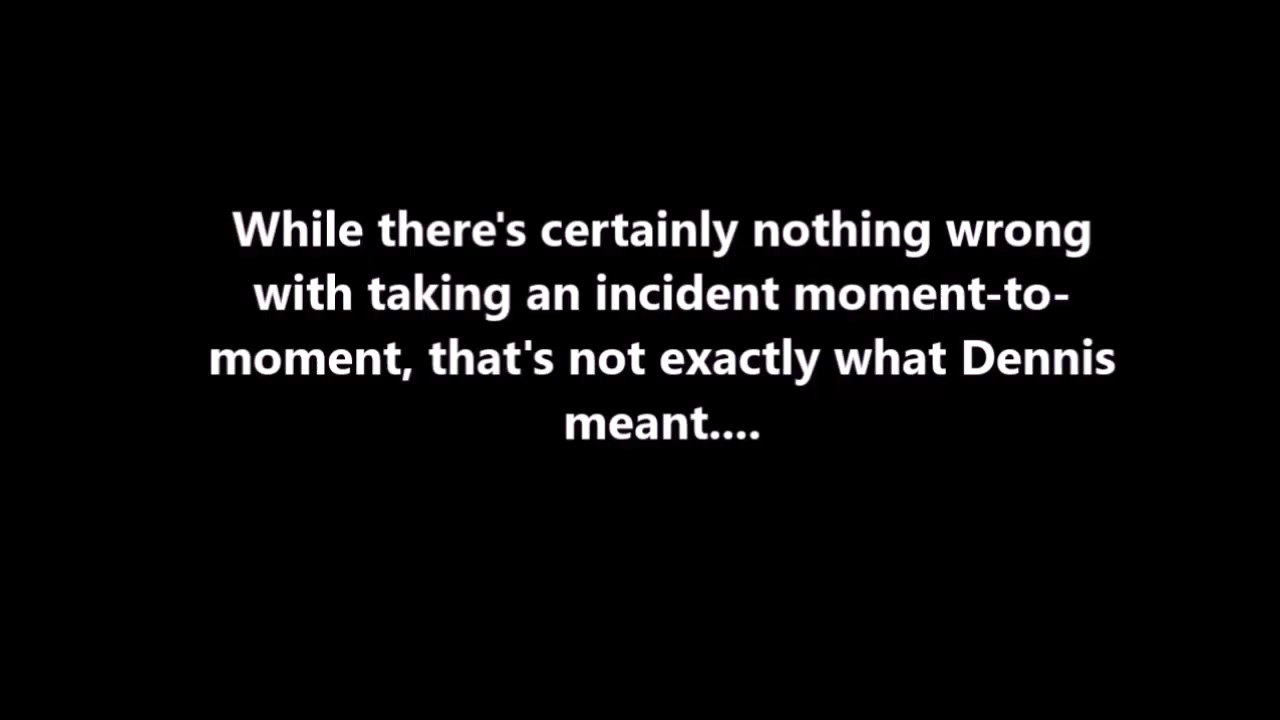 While there's certainly nothing wrong
with taking an incident moment-to-
moment, that's not exactly what Dennis
meant....